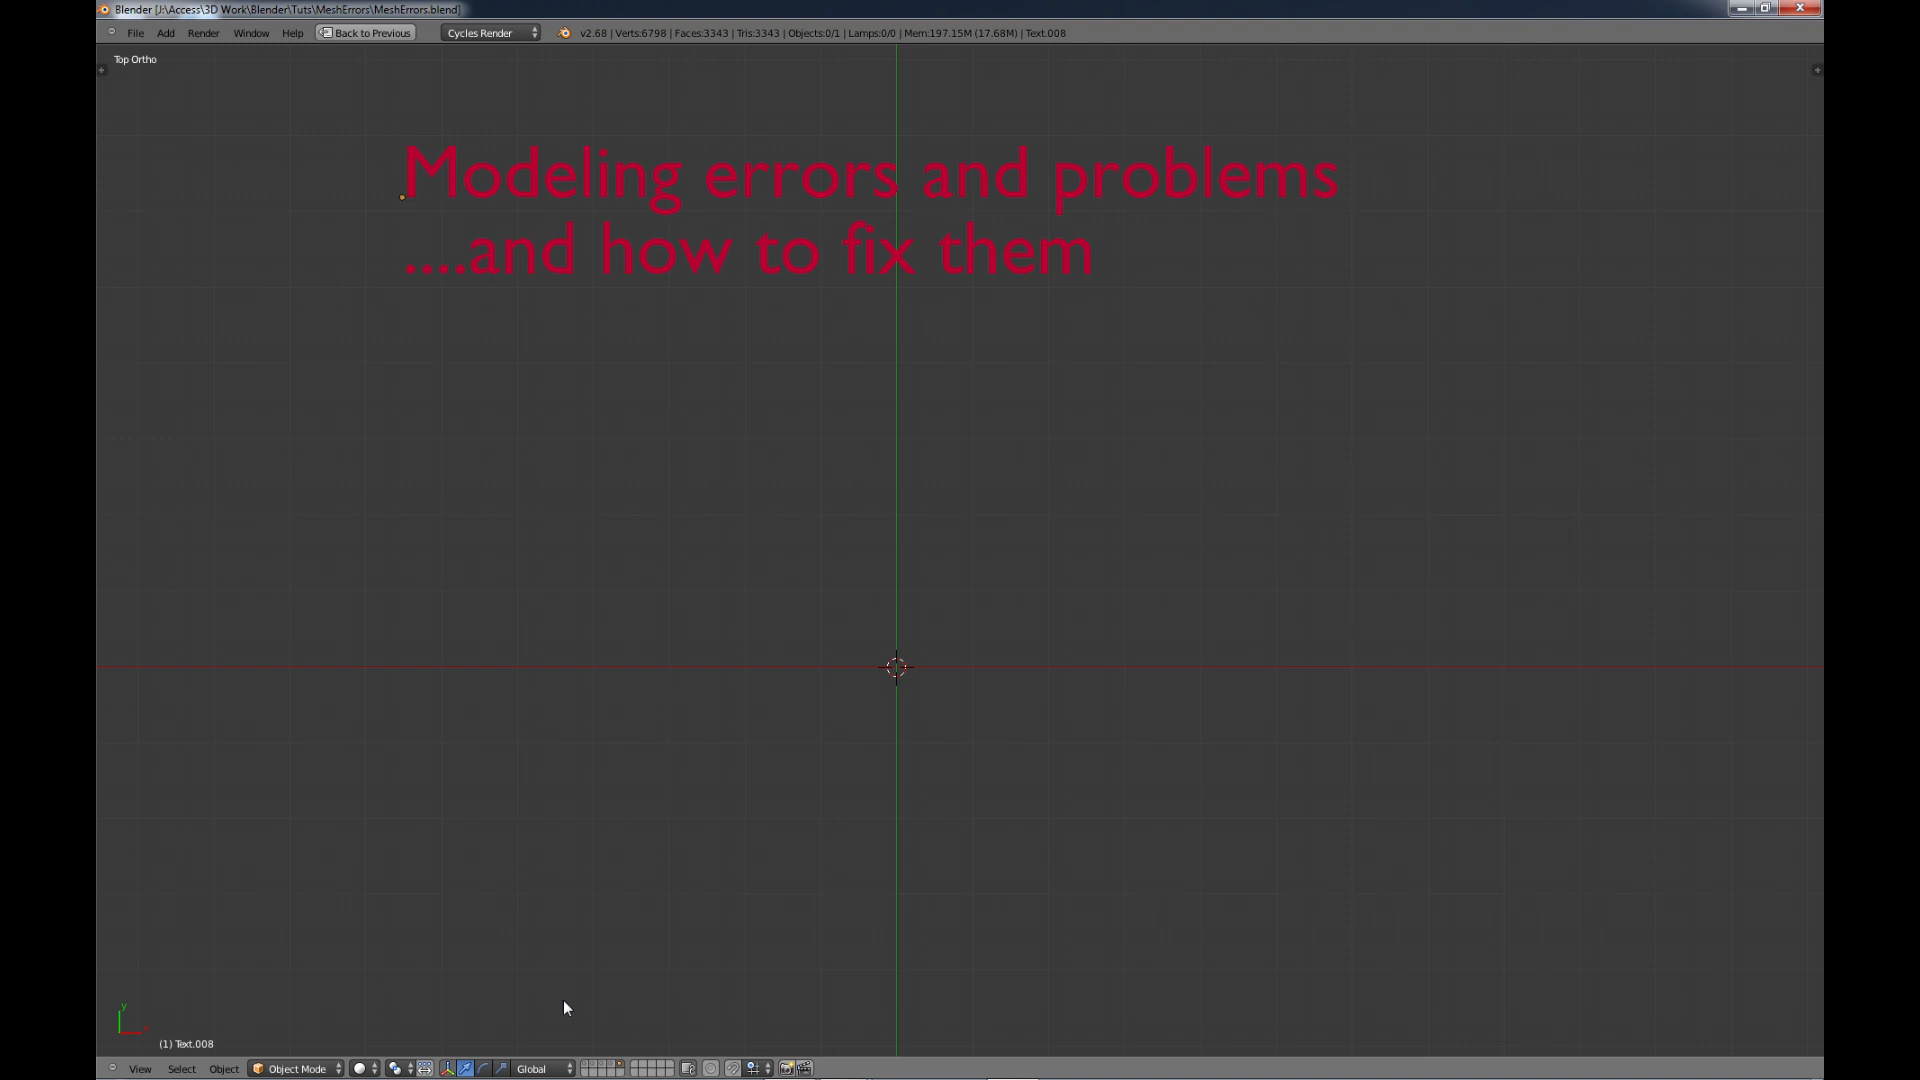 Blender [J:\Access\3D Work\Blender\Tuts\MeshErrors\MeshErrors.blend]
File Add Render Window Help Back to Previous Cycles Render v2.68 | Verts:6798 | Faces:3343 | Tris:3343 | Objects:0/1 | Lamps:0/0 | Mem:197.15M (17.68M) | Text.008
Top Ortho
Modeling errors and problems
....and how to fix them
y
x
(1) Text.008
View Select Object Object Mode Global